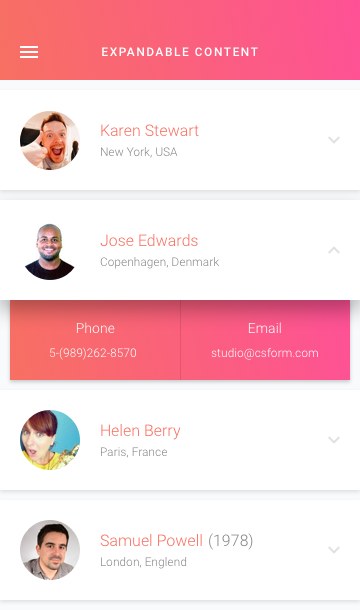 EXPANDABLE CONTENT
Karen Stewart
New York, USA
Jose Edwards
Copenhagen, Denmark
Phone Email
5-(989)262-8570 studio@csform.com
Helen Berry
Paris, France
Samuel Powell (1978)
London, Englend